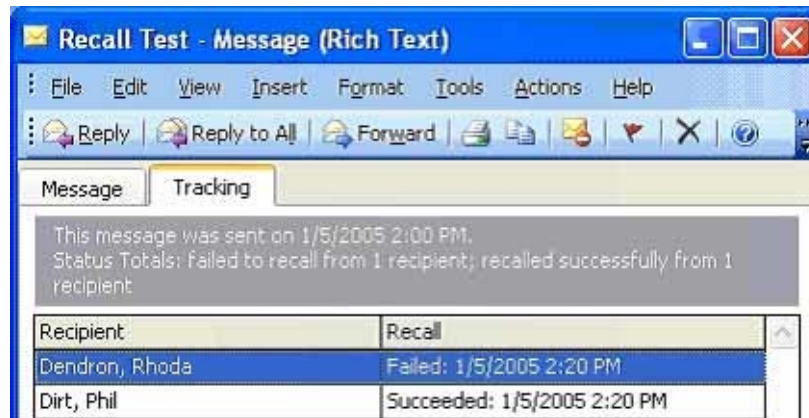 Recall Test - Message (Rich Text)
File Edit View Insert Format Tools Actions Help
Reply Reply to All Forward
Message Tracking
This message was sent on 1/5/2005 2:00 PM.
Status Totals: failed to recall from 1 recipient; recalled successfully from 1
recipient
Recipient Recall
Dendron, Rhoda Failed: 1/5/2005 2:20 PM
Dirt, Phil Succeeded: 1/5/2005 2:20 PM